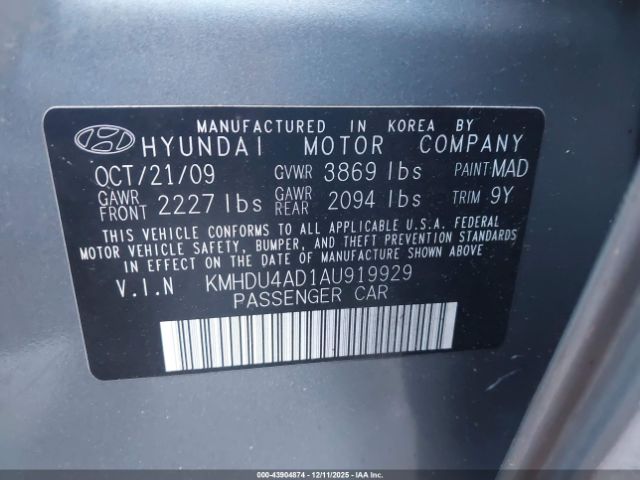 MANUFACTURED IN KOREA BY
HYUNDAI MOTOR COMPANY
OCT/21/09 GVWR 3869 lbs PAINT:MAD
GAWR FRONT 2227 lbs GAWR REAR 2094 lbs TRIM 9Y
THIS VEHICLE CONFORMS TO ALL APPLICABLE U.S.A. FEDERAL
MOTOR VEHICLE SAFETY, BUMPER, AND THEFT PREVENTION STANDARDS
IN EFFECT ON THE DATE OF MANUFACTURE SHOWN ABOVE
V.I.N KMHDU4AD1AU919929
PASSENGER CAR
000-43904874 • 12/11/2025 • COPYRIGHT IAA, LLC.